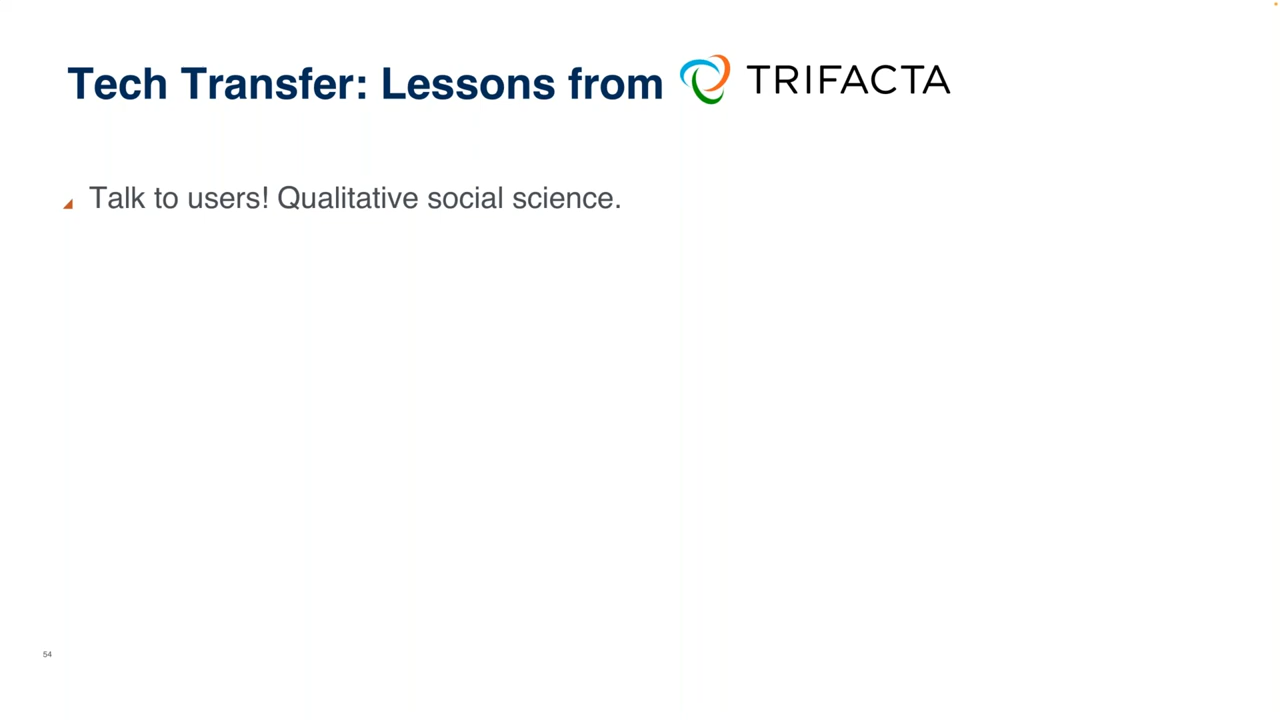 Tech Transfer: Lessons from TRIFACTA
Talk to users! Qualitative social science.
54